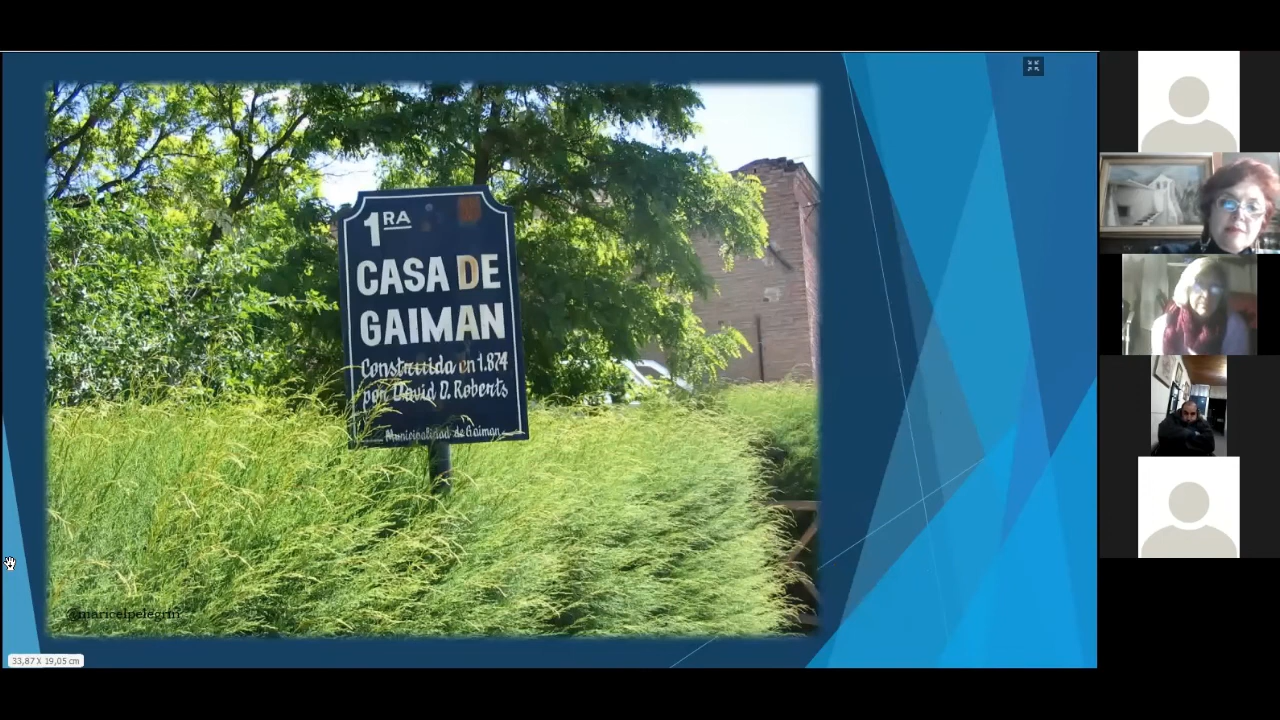 1RA
CASA DE
GAIMAN
Construida en 1.874
por David D. Roberts
Municipalidad de Gaiman
@maricelpelegrin
33,87 X 19,05 cm